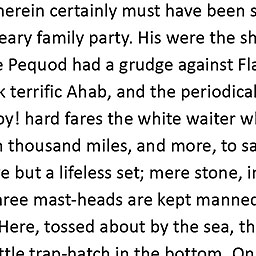 herein certainly must have been s
eary family party. His were the sh
e Pequod had a grudge against Fla
k terrific Ahab, and the periodical
oy! hard fares the white waiter wh
n thousand miles, and more, to sa
e but a lifeless set; mere stone, in
hree mast-heads are kept manned
Here, tossed about by the sea, th
ttle trap-hatch in the bottom. On